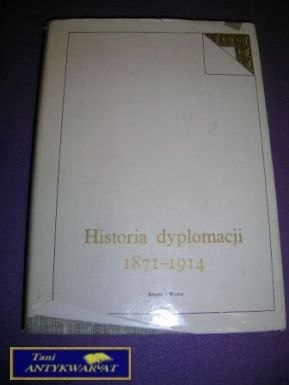 Historia dyplomacji
1871-1914
Książka i Wiedza
Tani
ANTYKWARIAT